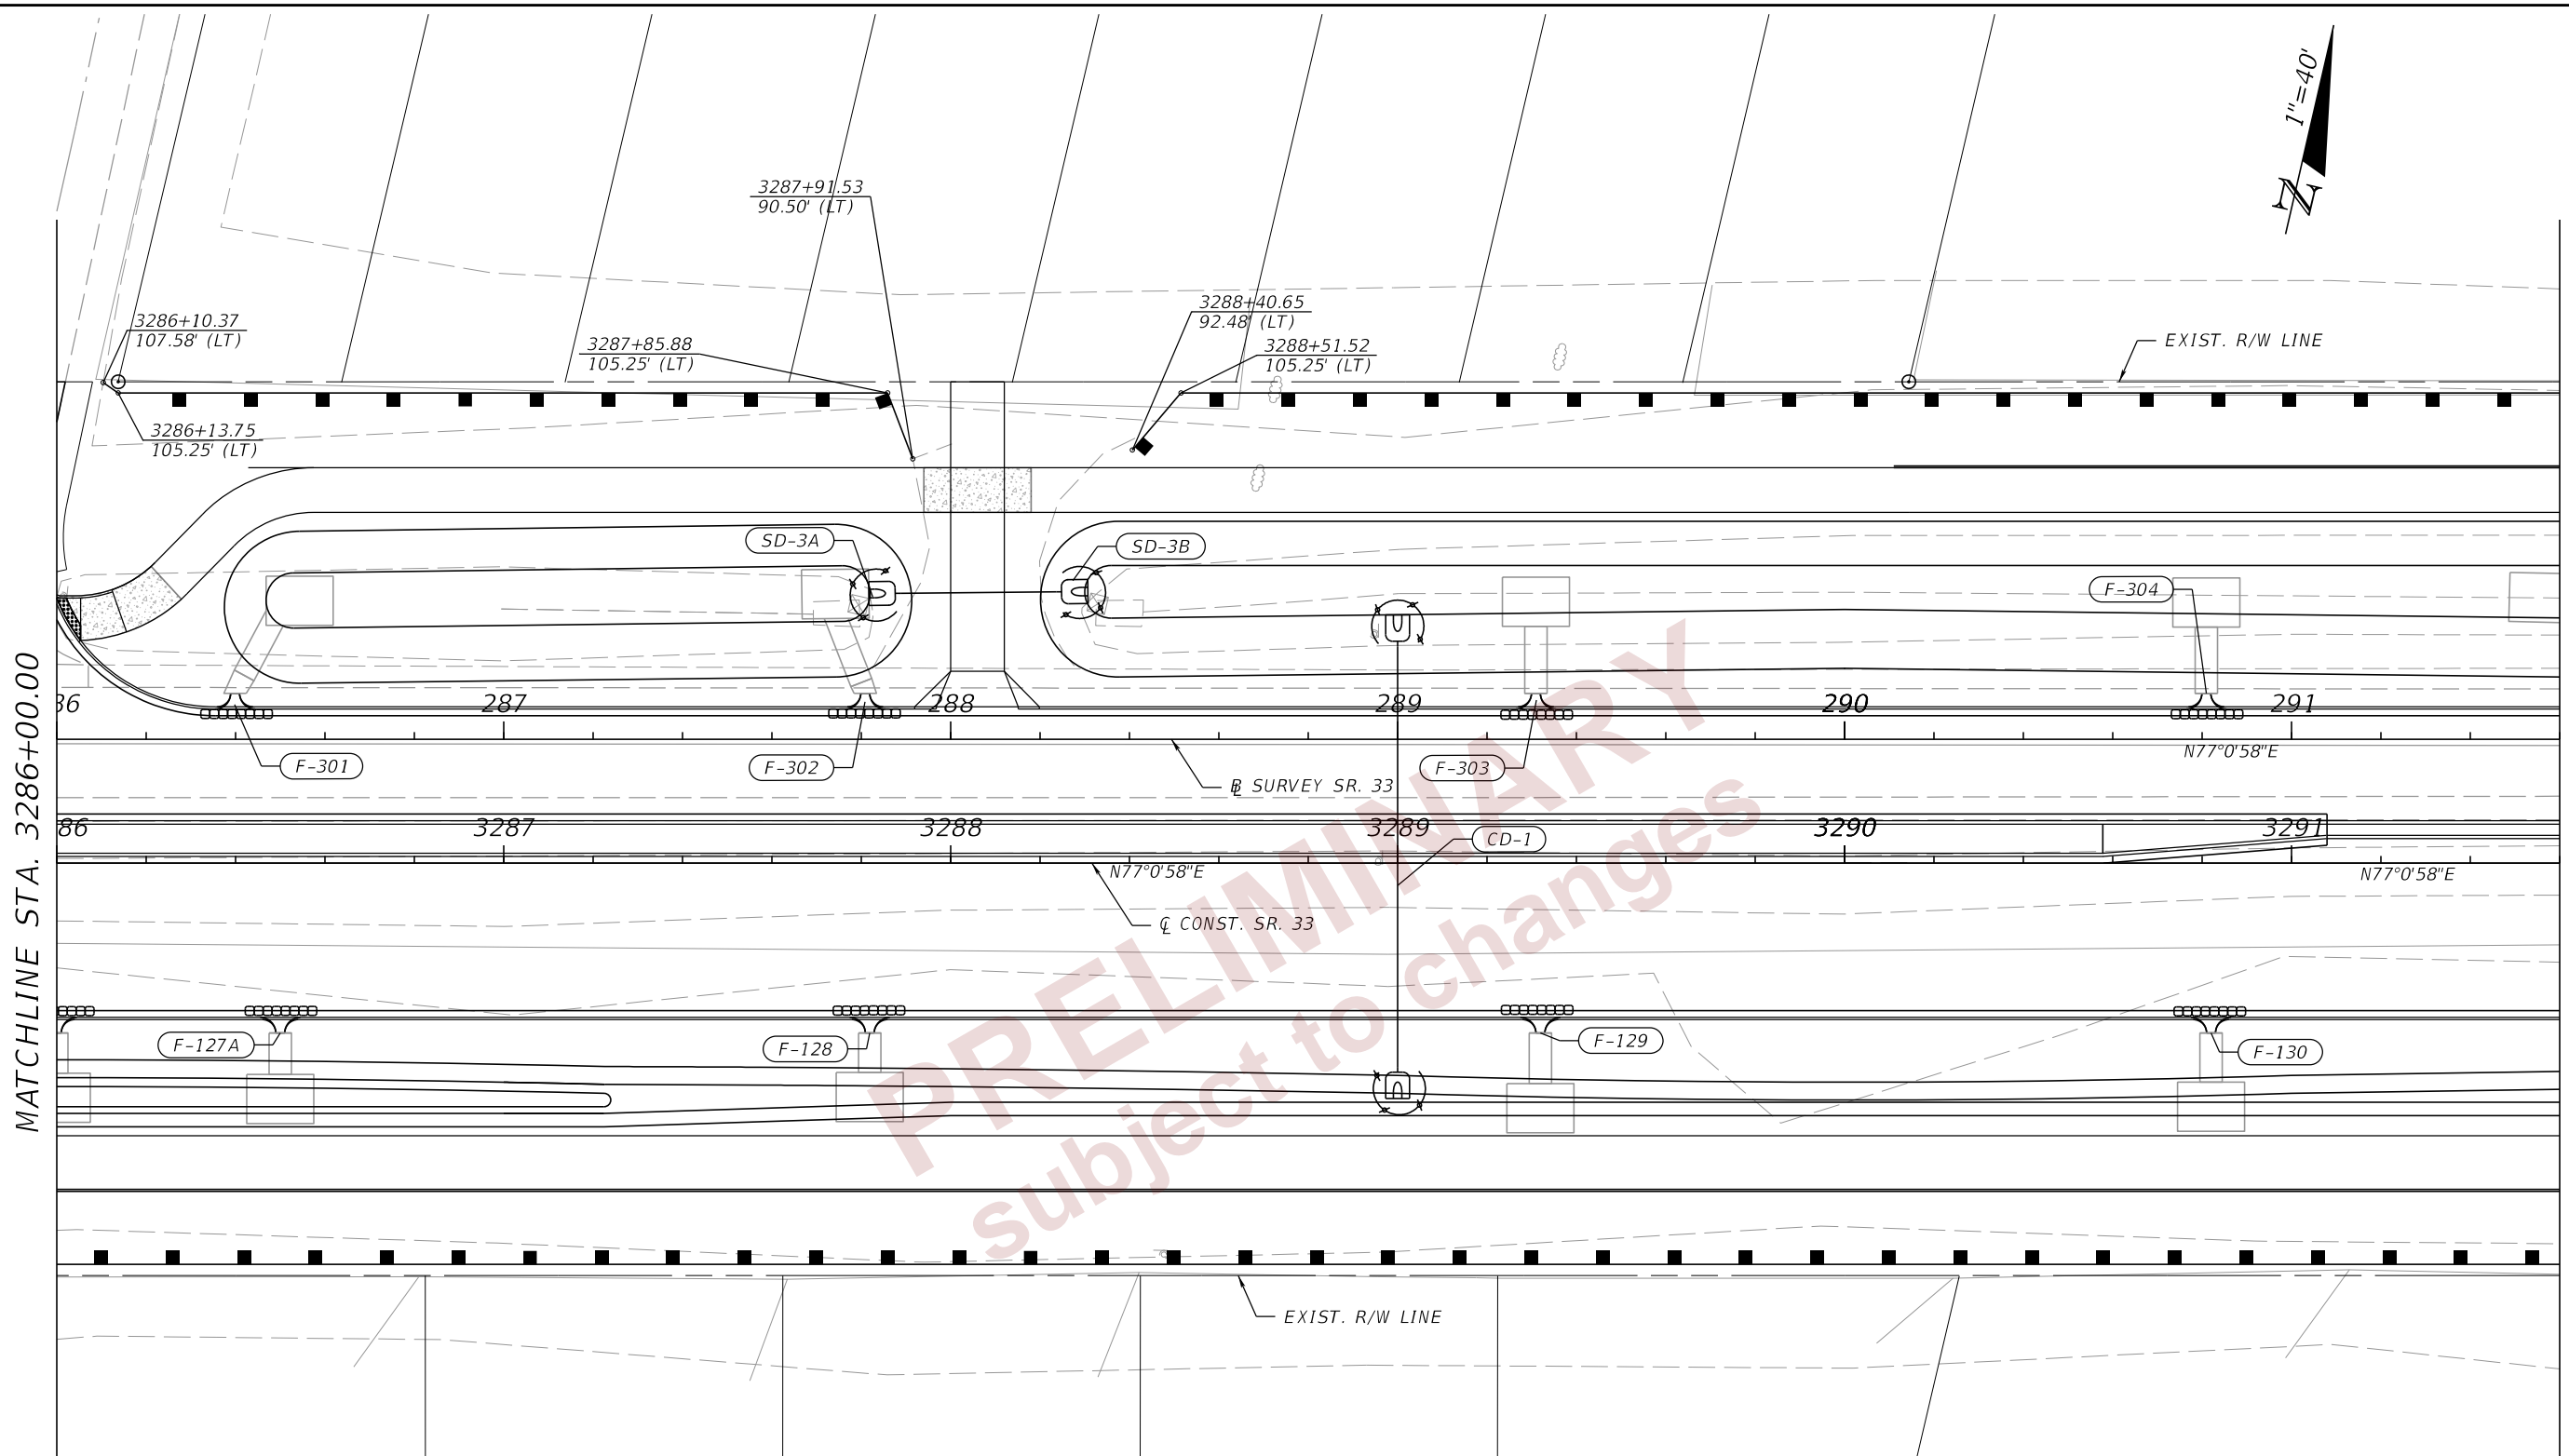 1"=40'
N
3287+91.53
90.50' (LT)
3286+10.37
107.58' (LT)
3287+85.88
105.25' (LT)
3288+40.65
92.48' (LT)
3288+51.52
105.25' (LT)
EXIST. R/W LINE
3286+13.75
105.25' (LT)
SD-3A
SD-3B
F-304
MATCHLINE STA. 3286+00.00
36
287
288
289
290
291
N77°0'58"E
F-301
F-302
F-303
℄ SURVEY SR. 33
86
3287
3288
3289
3290
3291
CD-1
N77°0'58"E
N77°0'58"E
℄ CONST. SR. 33
PRELIMINARY
subject to changes
F-127A
F-128
F-129
F-130
EXIST. R/W LINE